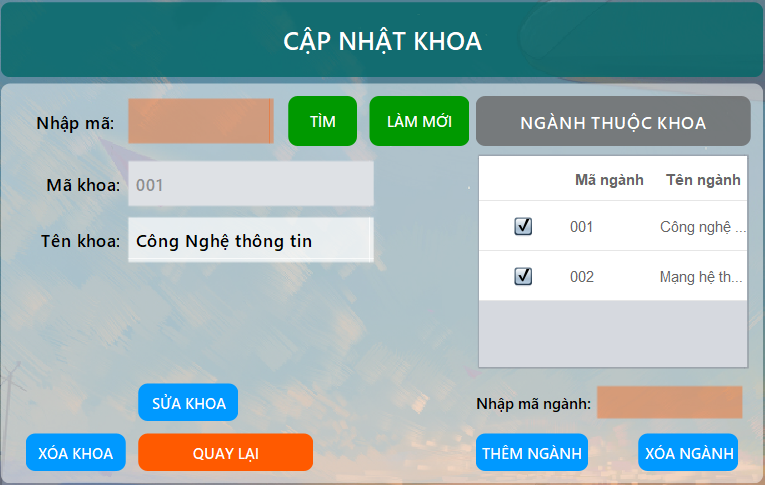 CẬP NHẬT KHOA
Nhập mã:
TÌM
LÀM MỚI
NGÀNH THUỘC KHOA
Mã khoa: 001
Tên khoa: Công Nghệ thông tin
Mã ngành Tên ngành
001 Công nghệ ...
002 Mạng hệ th...
SỬA KHOA
Nhập mã ngành:
XÓA KHOA
QUAY LẠI
THÊM NGÀNH
XÓA NGÀNH